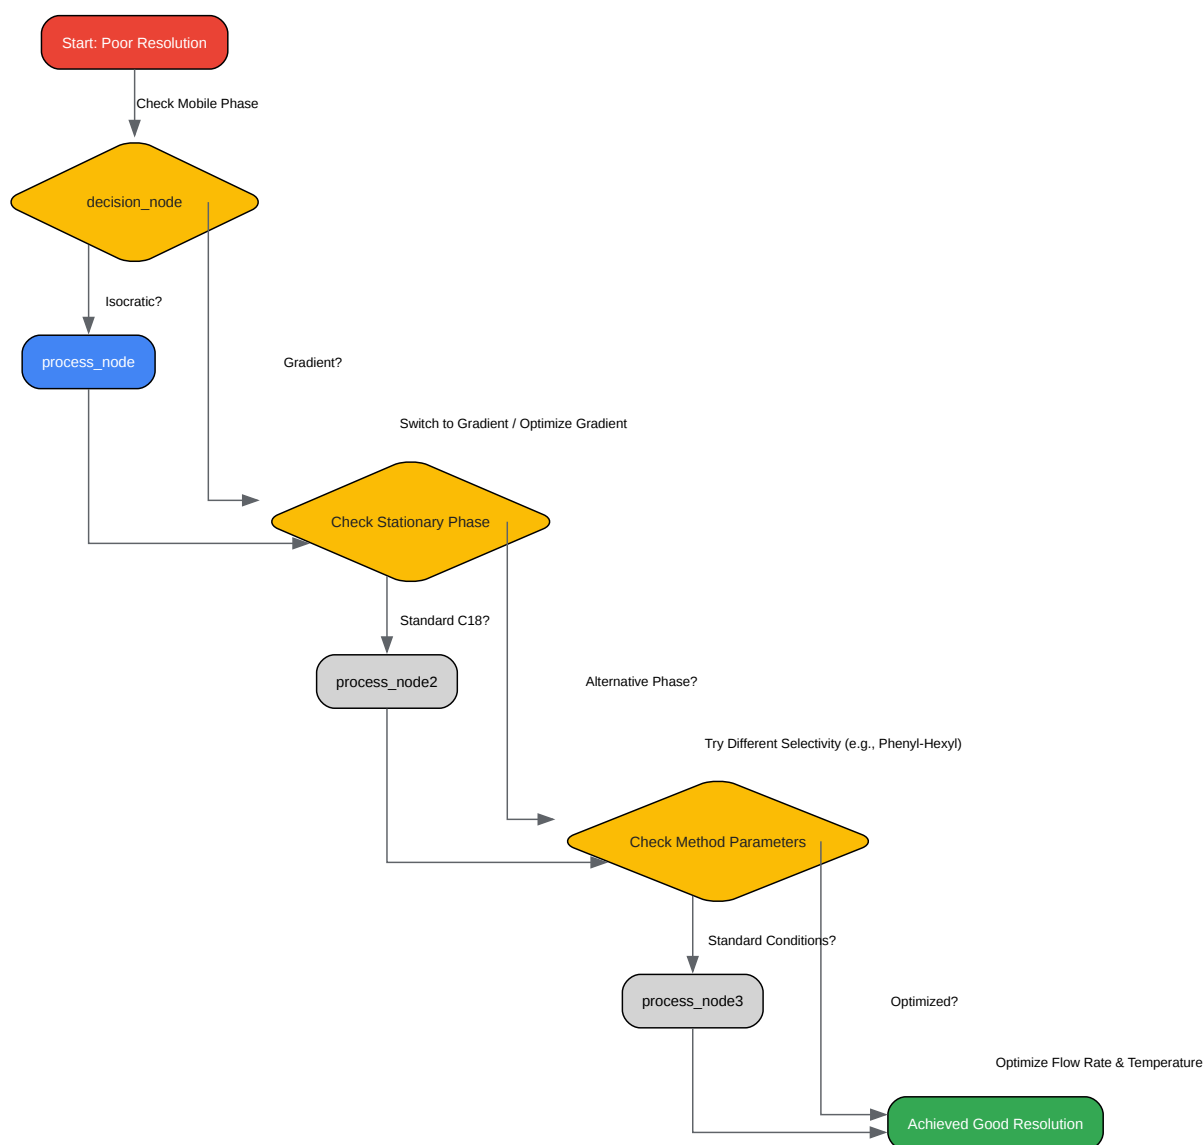 Start: Poor Resolution
Check Mobile Phase
decision_node
Isocratic?
process_node
Gradient?
Switch to Gradient / Optimize Gradient
Check Stationary Phase
Standard C18?
process_node2
Alternative Phase?
Try Different Selectivity (e.g., Phenyl-Hexyl)
Check Method Parameters
Standard Conditions?
process_node3
Optimized?
Optimize Flow Rate & Temperature
Achieved Good Resolution